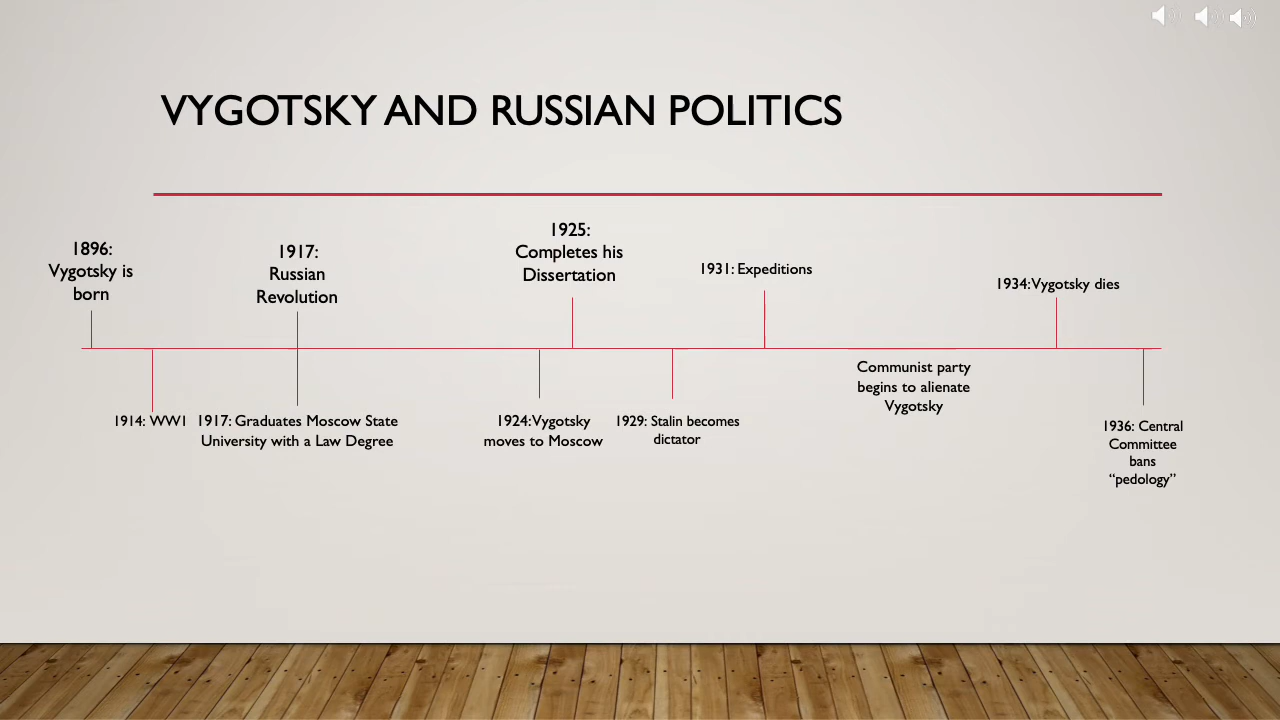 VYGOTSKY AND RUSSIAN POLITICS
1896:
Vygotsky is
born
1917:
Russian
Revolution
1925:
Completes his
Dissertation
1931: Expeditions
1934:Vygotsky dies
1914: WW1
1917: Graduates Moscow State
University with a Law Degree
1924:Vygotsky
moves to Moscow
1929: Stalin becomes
dictator
Communist party
begins to alienate
Vygotsky
1936: Central
Committee
bans
“pedology”